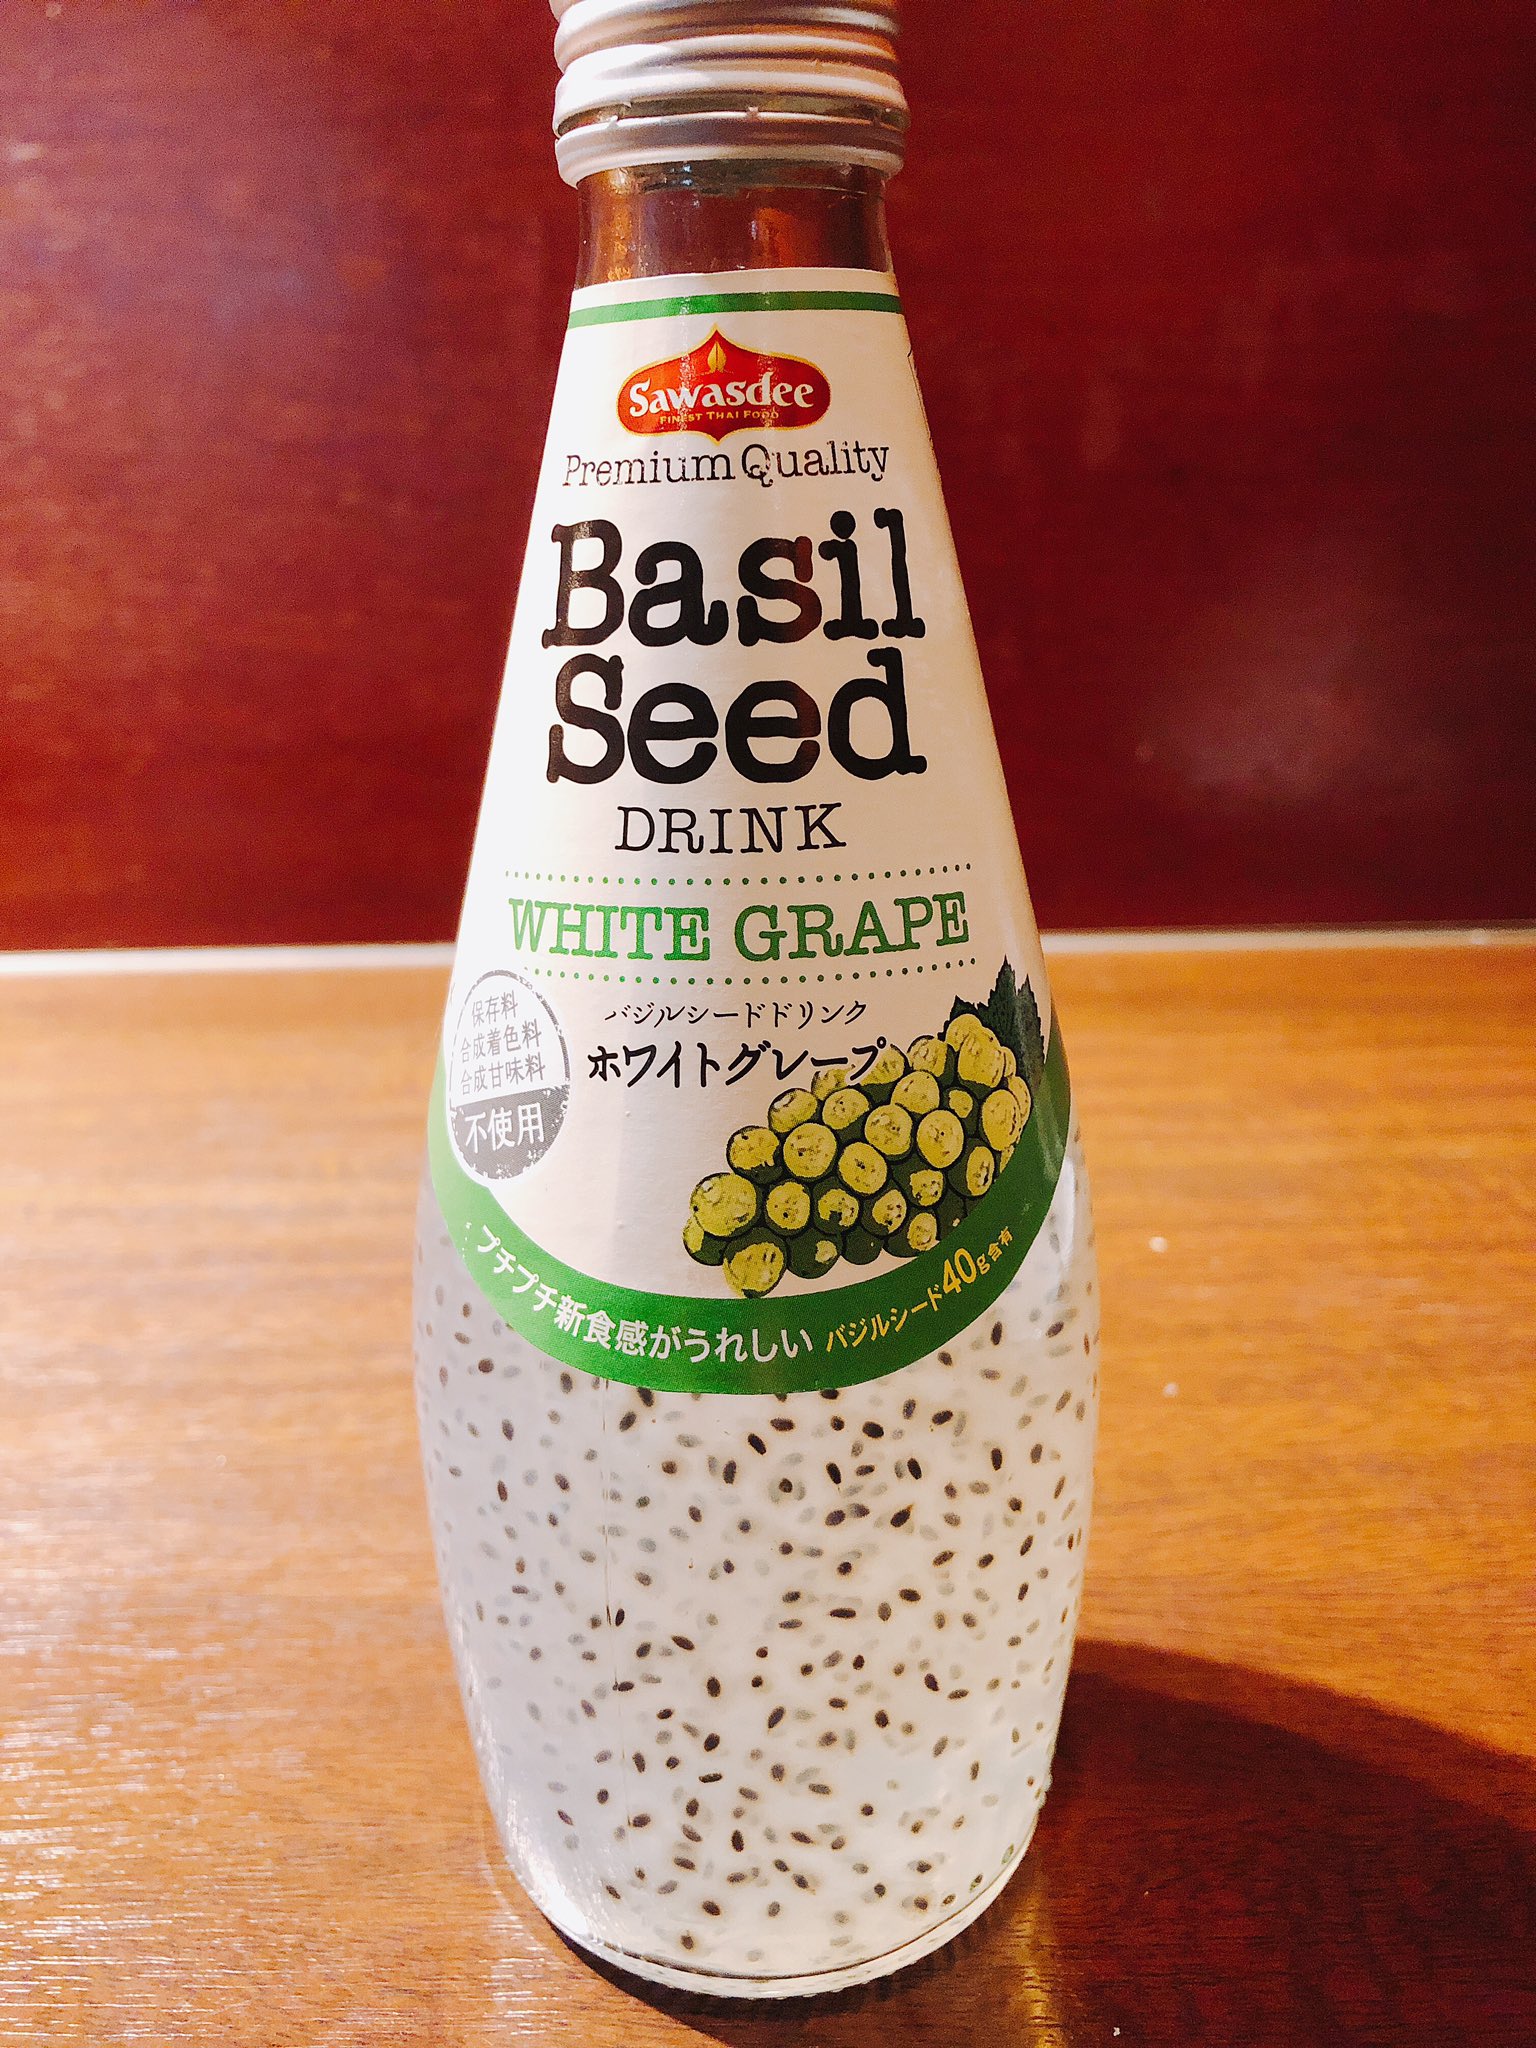 Sawasdee
FINEST THAI FOOD
Premium Quality
Basil
Seed
DRINK
WHITE GRAPE
バジルシードドリンク
ホワイトグレープ
保存料
合成着色料
合成甘味料
不使用
プチプチ新食感がうれしい バジルシード40g含有